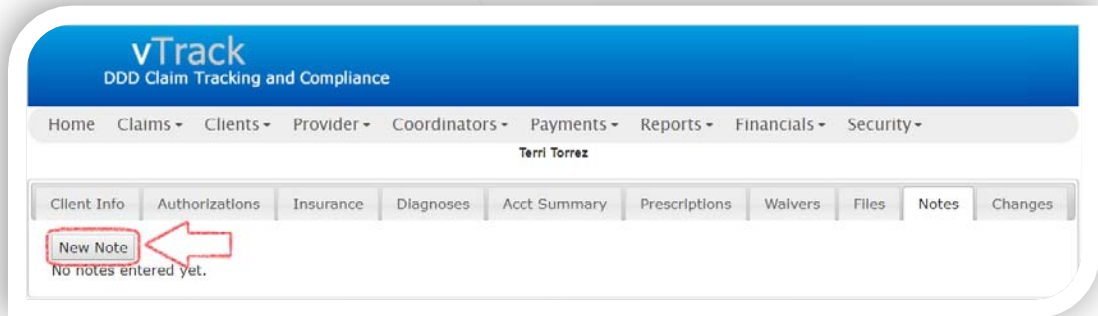 vTrack
DDD Claim Tracking and Compliance
Home Claims Clients Provider Coordinators Payments Reports Financials Security
Terri Torrez
Client Info Authorizations Insurance Diagnoses Acct Summary Prescriptions Waivers Files Notes Changes
New Note
No notes entered yet.